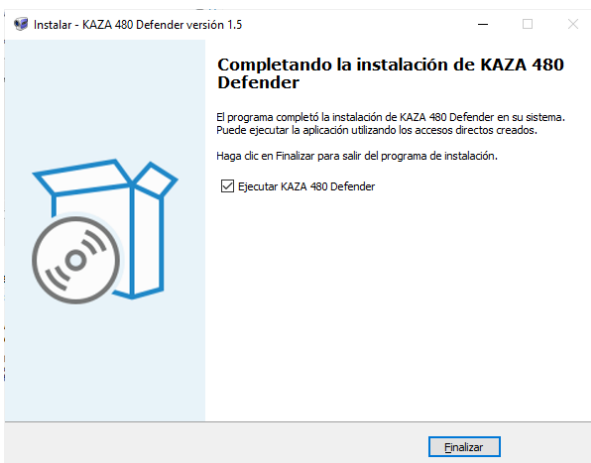 Instalar - KAZA 480 Defender versión 1.5
Completando la instalación de KAZA 480
Defender
El programa completó la instalación de KAZA 480 Defender en su sistema.
Puede ejecutar la aplicación utilizando los accesos directos creados.
Haga clic en Finalizar para salir del programa de instalación.
Ejecutar KAZA 480 Defender
Finalizar